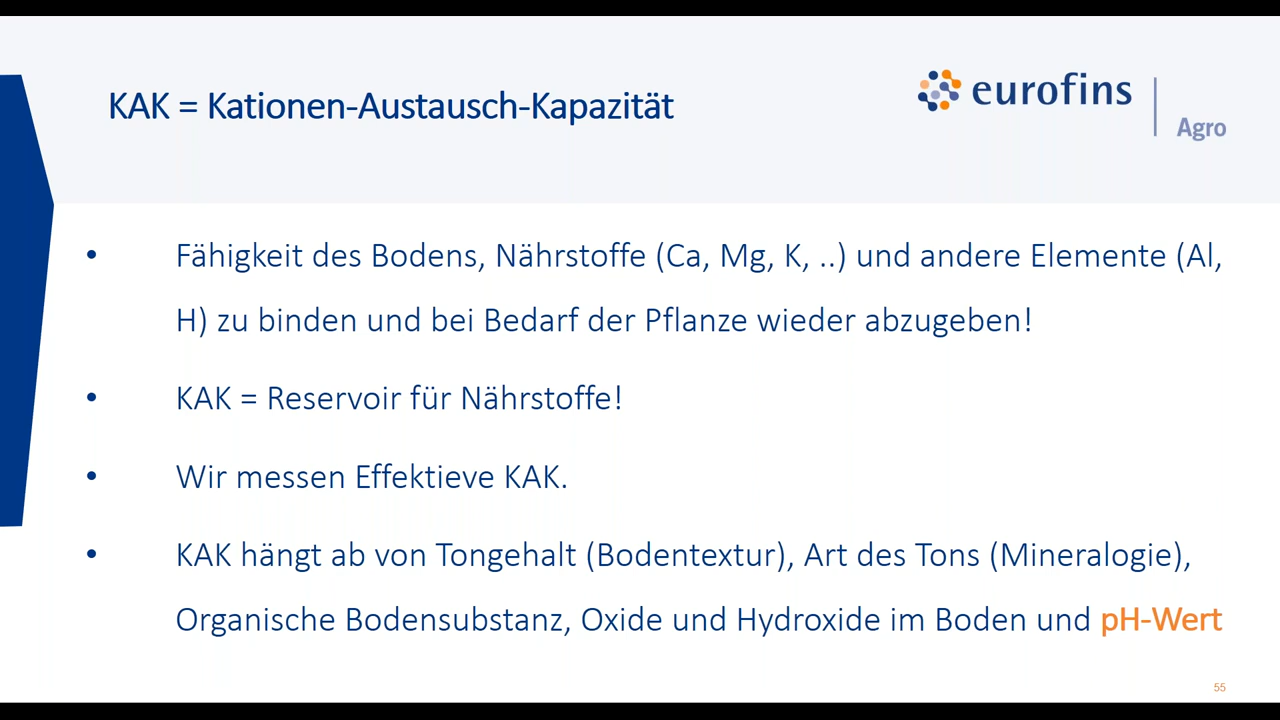 KAK = Kationen-Austausch-Kapazität
eurofins
Agro
• Fähigkeit des Bodens, Nährstoffe (Ca, Mg, K, ..) und andere Elemente (Al,
H) zu binden und bei Bedarf der Pflanze wieder abzugeben!
• KAK = Reservoir für Nährstoffe!
• Wir messen Effektieve KAK.
• KAK hängt ab von Tongehalt (Bodentextur), Art des Tons (Mineralogie),
Organische Bodensubstanz, Oxide und Hydroxide im Boden und pH-Wert
55